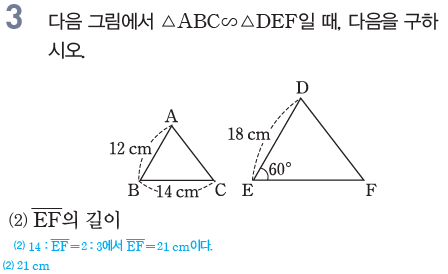 3 다음 그림에서 △ABC∽△DEF일 때, 다음을 구하
시오.
D
A
12 cm
18 cm
60°
B
14 cm
C
E
F
(2) EF의 길이
(2) 14 : EF=2 : 3에서 EF=21 cm이다.
(2) 21 cm